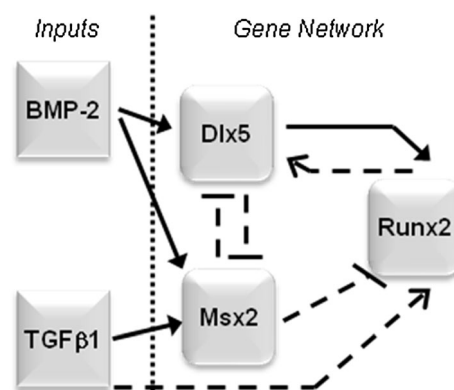 Inputs
Gene Network
BMP-2
Dlx5
Runx2
Msx2
TGFβ1